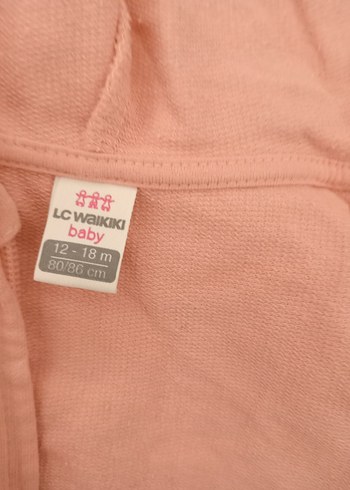 LC WAIKIKI
baby
12 - 18 m
80/86 cm